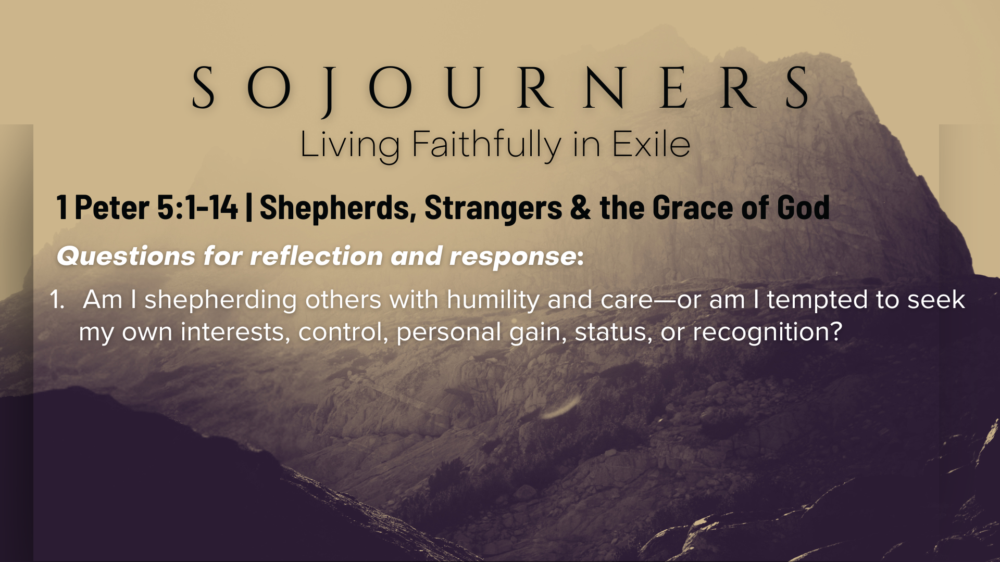 SOJOURNERS
Living Faithfully in Exile
1 Peter 5:1-14 | Shepherds, Strangers & the Grace of God
Questions for reflection and response:
1. Am I shepherding others with humility and care—or am I tempted to seek
my own interests, control, personal gain, status, or recognition?